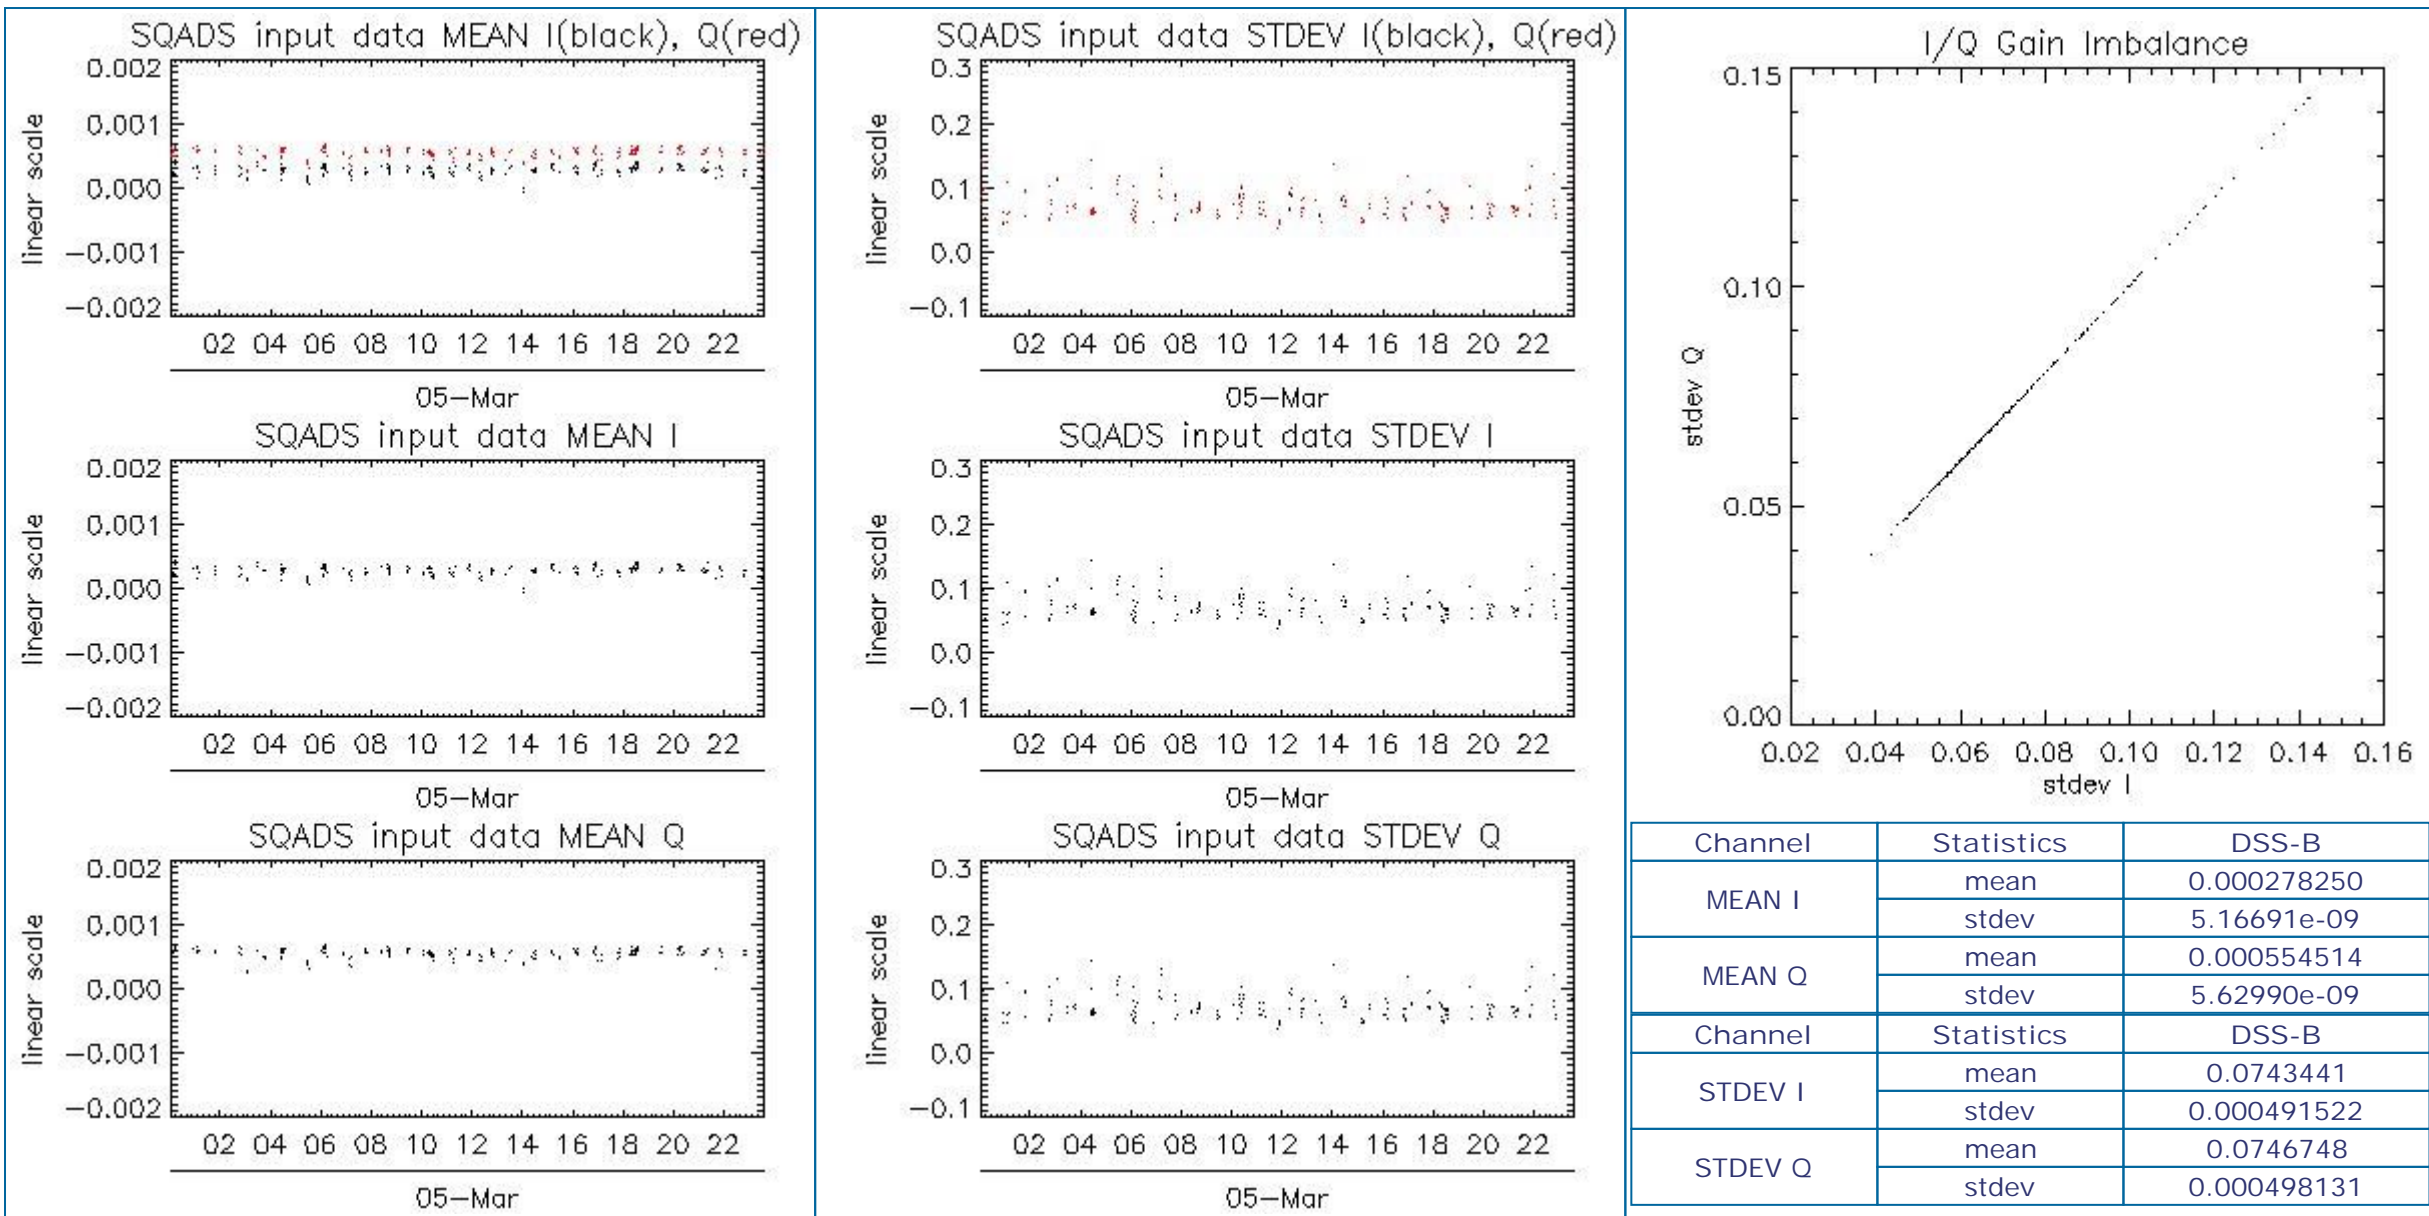 SQADS input data MEAN I(black), Q(red)
linear scale
0.002
0.001
0.000
−0.001
−0.002
02 04 06 08 10 12 14 16 18 20 22
05−Mar
SQADS input data MEAN I
linear scale
0.002
0.001
0.000
−0.001
−0.002
02 04 06 08 10 12 14 16 18 20 22
05−Mar
SQADS input data MEAN Q
linear scale
0.002
0.001
0.000
−0.001
−0.002
02 04 06 08 10 12 14 16 18 20 22
05−Mar
SQADS input data STDEV I(black), Q(red)
linear scale
0.3
0.2
0.1
0.0
−0.1
02 04 06 08 10 12 14 16 18 20 22
05−Mar
SQADS input data STDEV I
linear scale
0.3
0.2
0.1
0.0
−0.1
02 04 06 08 10 12 14 16 18 20 22
05−Mar
SQADS input data STDEV Q
linear scale
0.3
0.2
0.1
0.0
−0.1
02 04 06 08 10 12 14 16 18 20 22
05−Mar
I/Q Gain Imbalance
stdev Q
0.15
0.10
0.05
0.00
0.02 0.04 0.06 0.08 0.10 0.12 0.14 0.16
stdev I
Channel Statistics DSS-B
MEAN I mean 0.000278250
stdev 5.16691e-09
MEAN Q mean 0.000554514
stdev 5.62990e-09
Channel Statistics DSS-B
STDEV I mean 0.0743441
stdev 0.000491522
STDEV Q mean 0.0746748
stdev 0.000498131